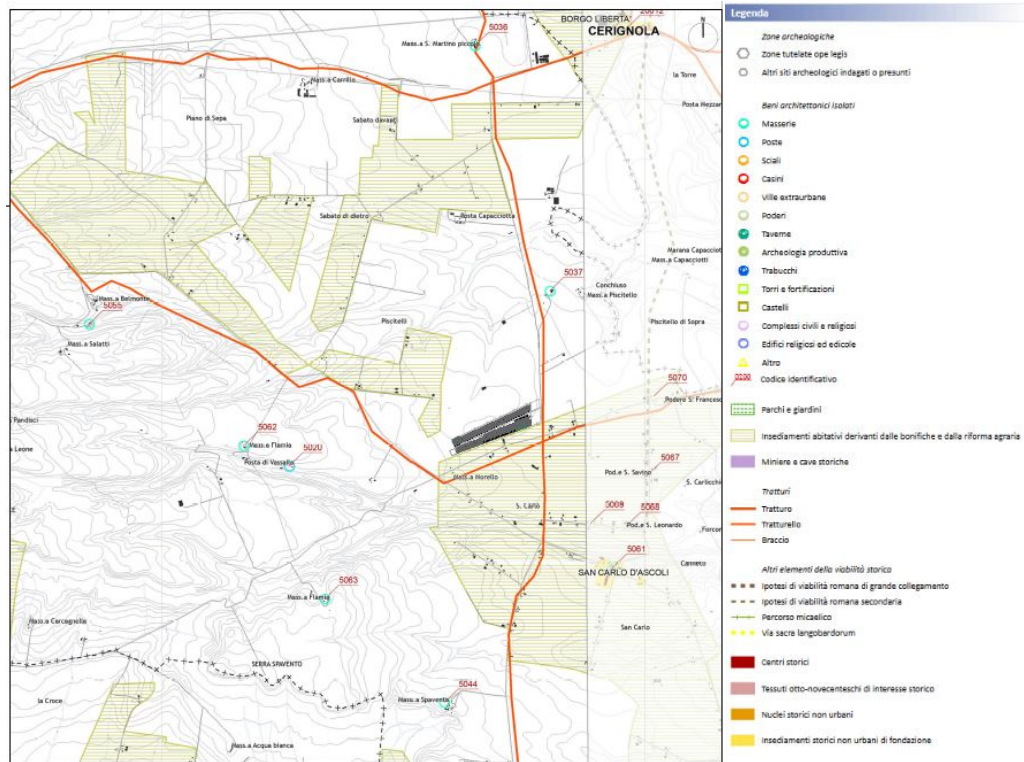 BORGO LIBERTA'
CERIGNOLA
N
5036
Mass.a S. Martino piccolo
la Torre
Mass.a Carrillo
Posta Mezzan
Piano di Sepa
Sabato davanti
Sabato di dietro
Posta Capacciotta
Marana Capacciot
Mass.a Capacciotti
5037
Conchiuso
Mass.a Piscitello
Mass.a Belmonte
5055
Piscitelli
Piscitello di Sopra
Mass.a Salatti
5070
Podere S. Francesc
Pandisci
a Leone
5062
Mass.a Flamia
Posta di Vassalla
5020
5067
Pod.e S. Savino
Mass.a Morello
S. Carlicchi
S. Carlo
5068
Pod.e S. Leonardo
Forcon
5061
SAN CARLO D'ASCOLI
Canneto
5063
Mass.a Flamia
Mass.a Carcagnolla
San Carlo
SERRA SPAVENTO
la Croce
5044
Mass.a Spavento
Mass.a Acqua bianca
Legenda
Zone archeologiche
Zone tutelate ope legis
Altri siti archeologici indagati o presunti
Beni architettonici isolati
Masserie
Poste
Sciali
Casini
Ville extraurbane
Poderi
Taverne
Archeologia produttiva
Trabucchi
Torri e fortificazioni
Castelli
Complessi civili e religiosi
Edifici religiosi ed edicole
Altro
Codice identificativo
Parchi e giardini
Insediamenti abitativi derivanti dalle bonifiche e dalla riforma agraria
Miniere e cave storiche
Tratturi
Tratturo
Tratturello
Braccio
Altri elementi della viabilità storica
Ipotesi di viabilità romana di grande collegamento
Ipotesi di viabilità romana secondaria
Percorso micaelico
Via sacra langobardorum
Centri storici
Tessuti otto-novecenteschi di interesse storico
Nuclei storici non urbani
Insediamenti storici non urbani di fondazione